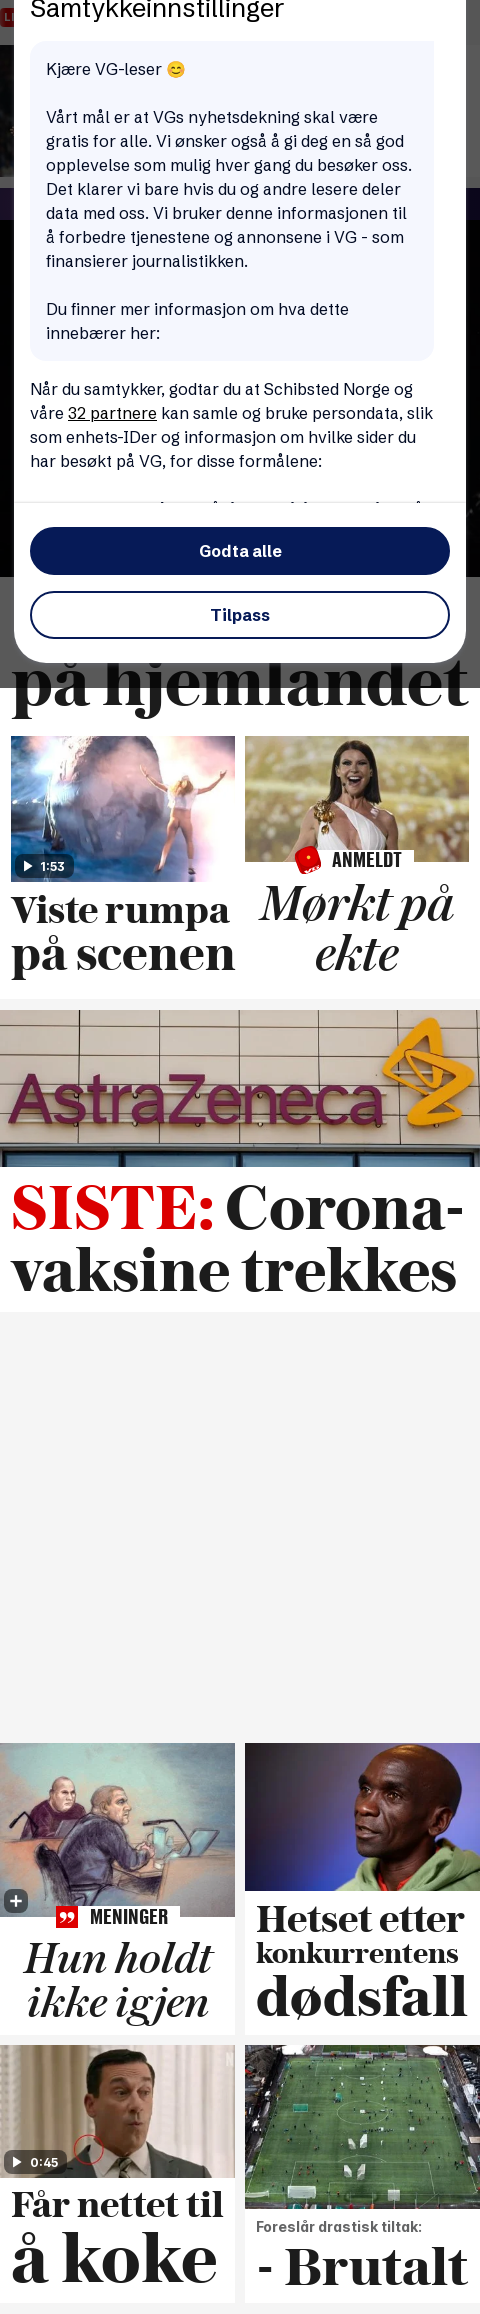 Samtykkeinnstillinger
Kjære VG-leser 😊
Vårt mål er at VGs nyhetsdekning skal være
gratis for alle. Vi ønsker også å gi deg en så god
opplevelse som mulig hver gang du besøker oss.
Det klarer vi bare hvis du og andre lesere deler
data med oss. Vi bruker denne informasjonen til
å forbedre tjenestene og annonsene i VG - som
finansierer journalistikken.
Du finner mer informasjon om hva dette
innebærer her:
Når du samtykker, godtar du at Schibsted Norge og
våre 32 partnere kan samle og bruke persondata, slik
som enhets-IDer og informasjon om hvilke sider du
har besøkt på VG, for disse formålene:
Godta alle
Tilpass
på hjemlandet
1:53
Viste rumpa
på scenen
ANMELDT
Mørkt på
ekte
AstraZeneca
SISTE: Corona-
vaksine trekkes
MENINGER
Hun holdt
ikke igjen
Hetset etter
konkurrentens
dødsfall
0:45
Får nettet til
å koke
Foreslår drastisk tiltak:
- Brutalt